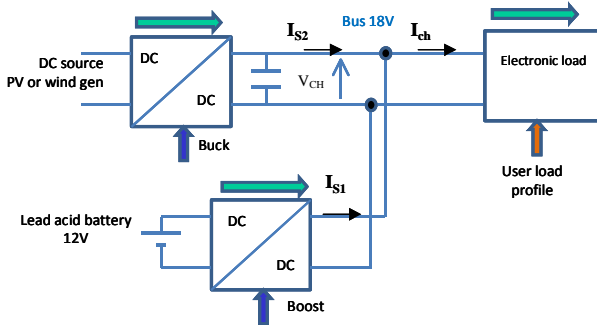 DC source
PV or wind gen
DC
DC
Buck
I_S2
V_CH
Bus 18V
I_ch
Electronic load
User load
profile
Lead acid battery
12V
DC
DC
Boost
I_S1